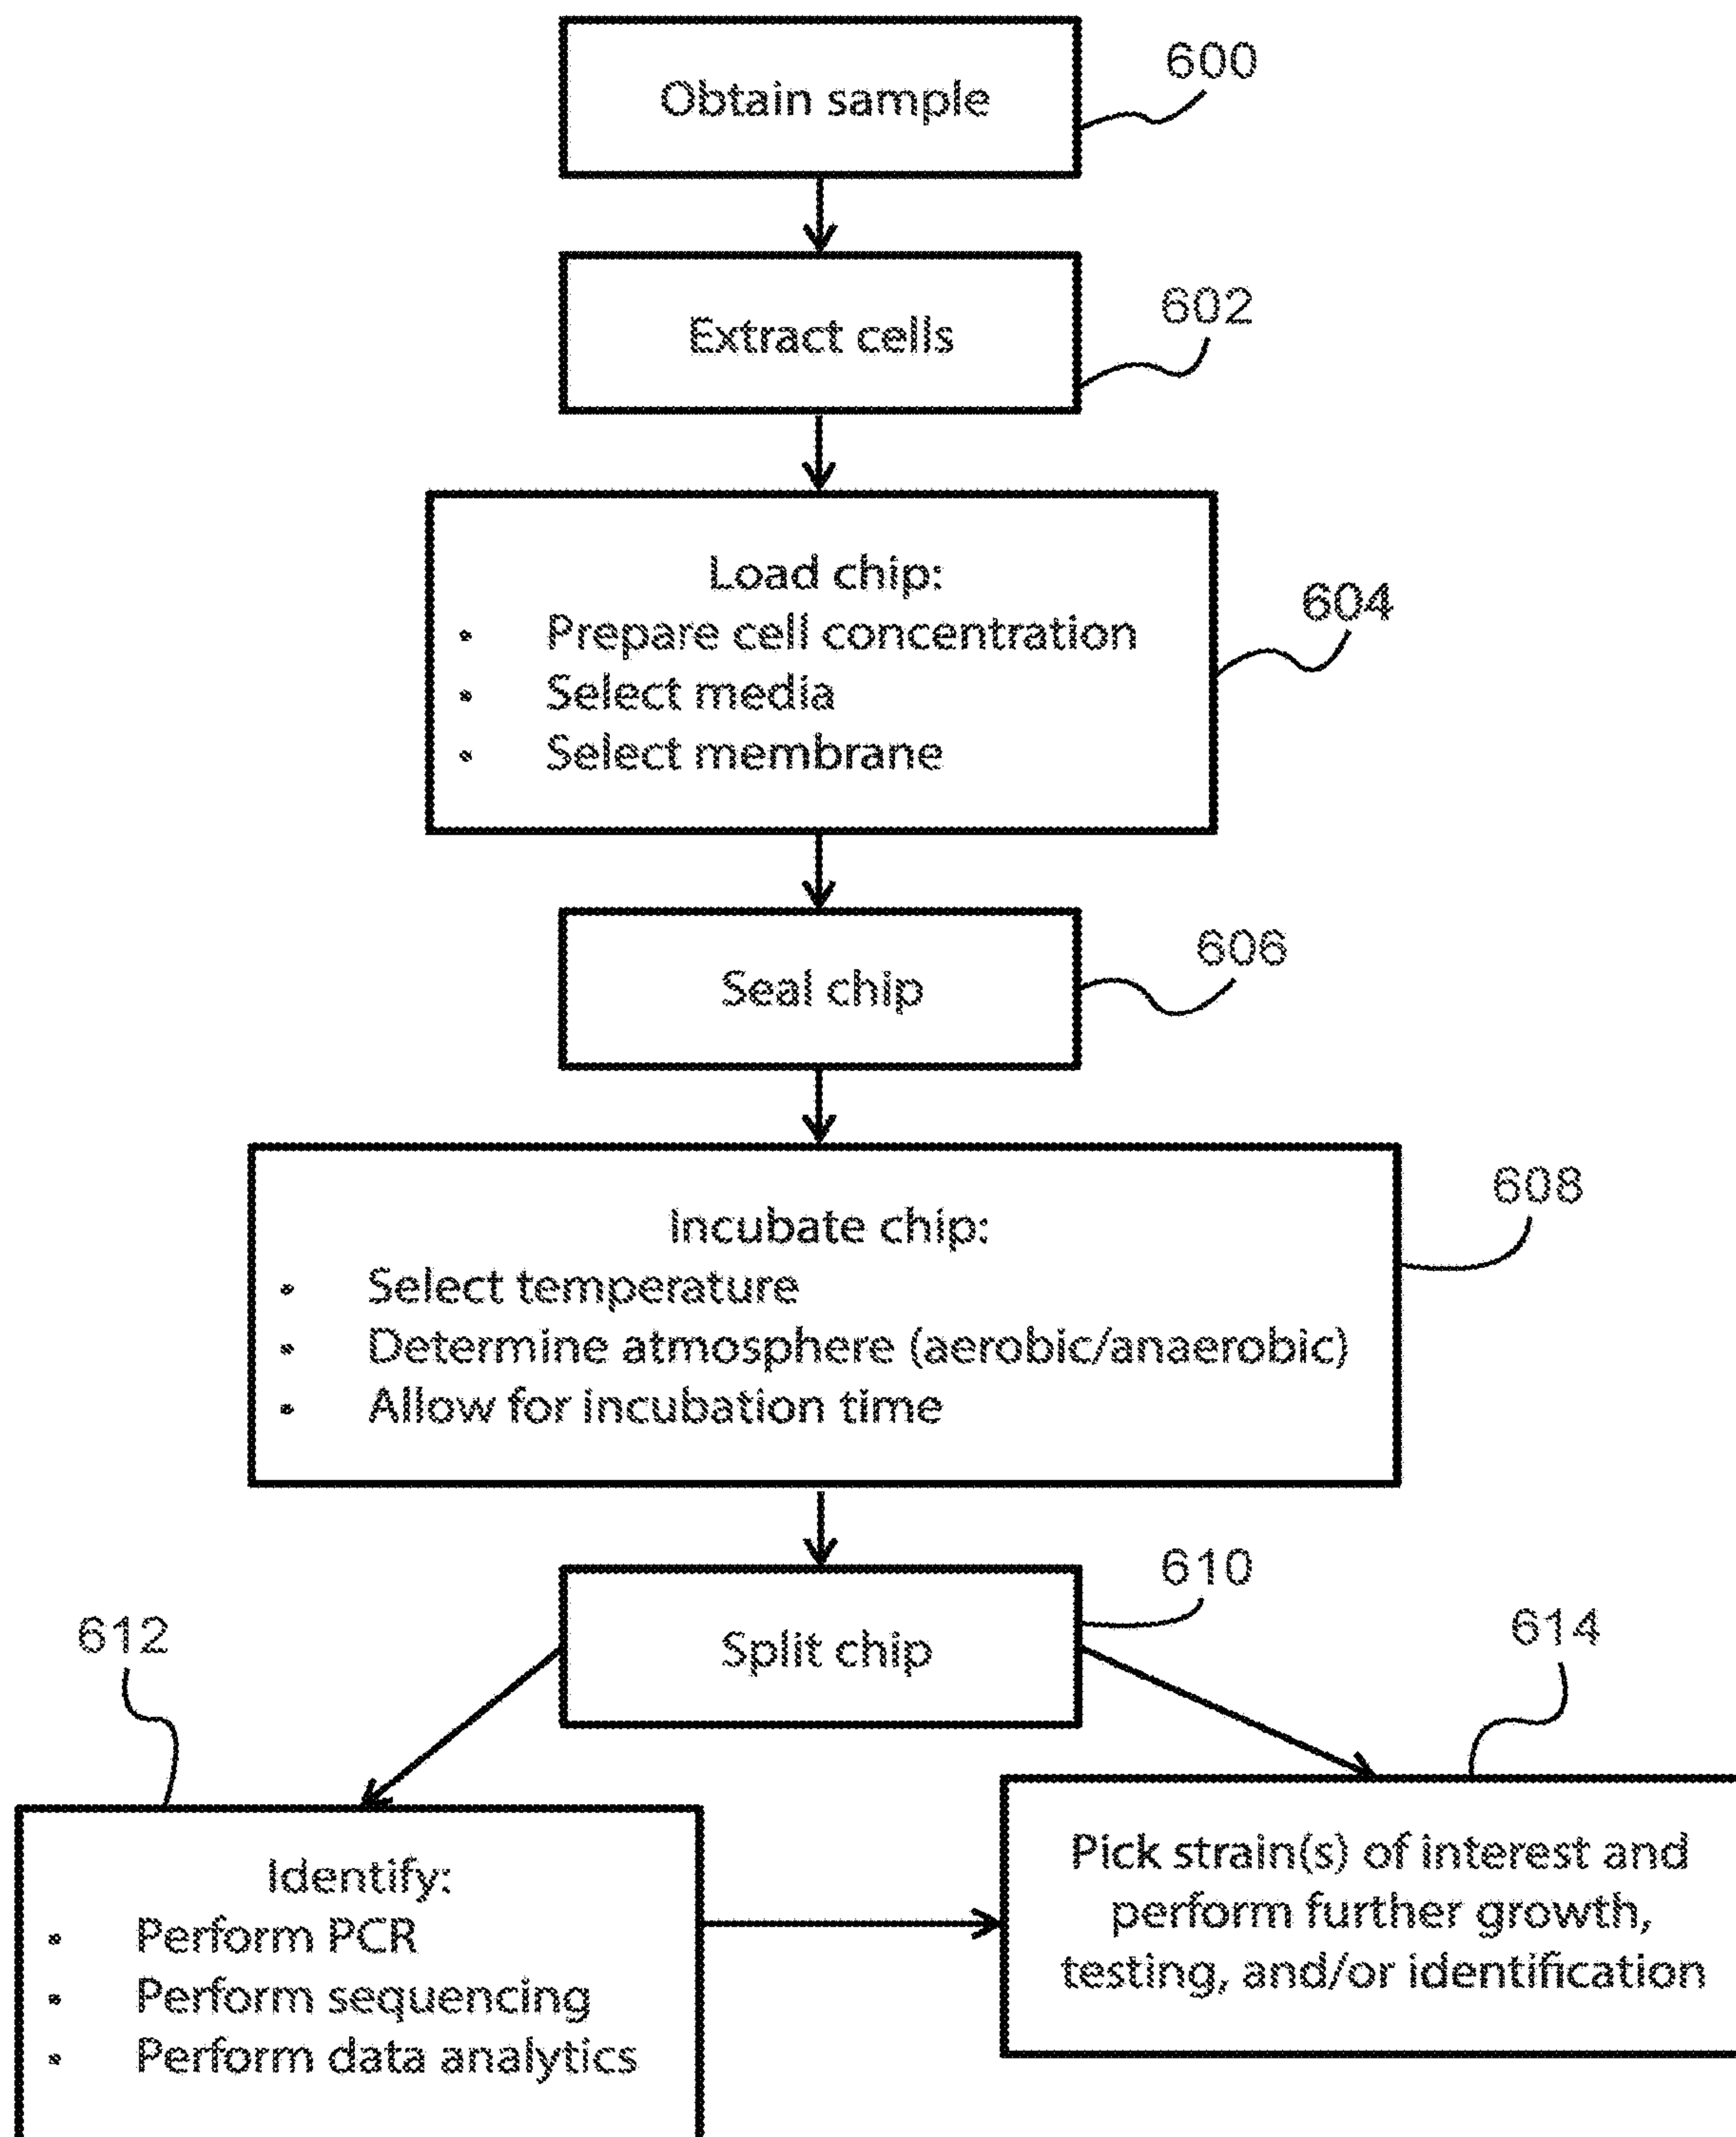 Obtain sample
600
Extract cells
602
Load chip:
• Prepare cell concentration
• Select media
• Select membrane
604
Seal chip
606
Incubate chip:
• Select temperature
• Determine atmosphere (aerobic/anaerobic)
• Allow for incubation time
608
Split chip
610
612
614
Identify:
• Perform PCR
• Perform sequencing
• Perform data analytics
Pick strain(s) of interest and
perform further growth,
testing, and/or identification